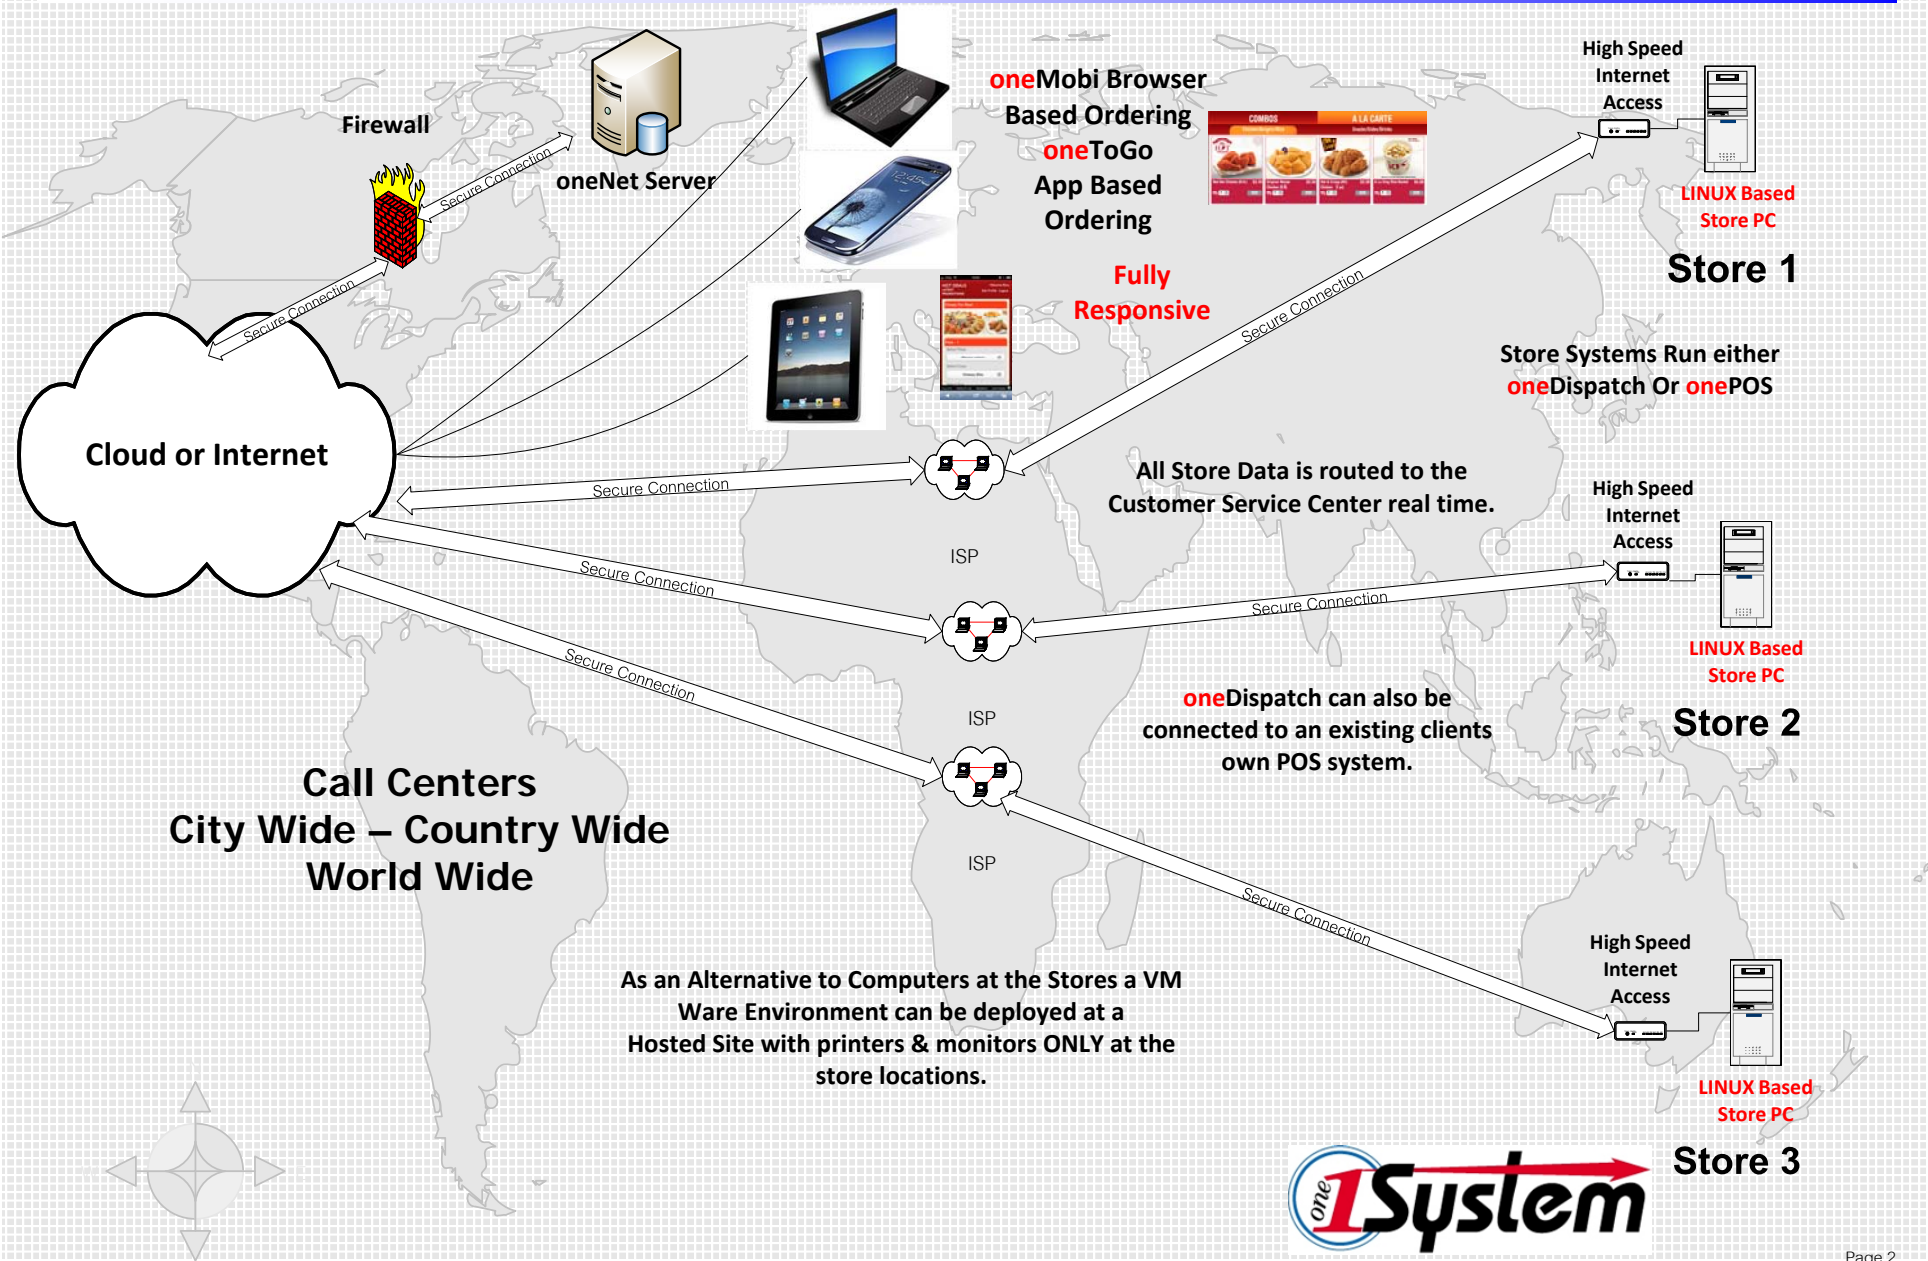 Firewall
oneNet Server
Secure Connection
Secure Connection
Cloud or Internet
12:45
oneMobi Browser
Based Ordering
oneToGo
App Based
Ordering
Fully
Responsive
COMBOS
A LA CARTE
High Speed
Internet
Access
LINUX Based
Store PC
Store 1
Secure Connection
Store Systems Run either
oneDispatch Or onePOS
Secure Connection
ISP
All Store Data is routed to the
Customer Service Center real time.
High Speed
Internet
Access
LINUX Based
Store PC
Store 2
Secure Connection
Secure Connection
ISP
oneDispatch can also be
connected to an existing clients
own POS system.
Secure Connection
ISP
Secure Connection
Call Centers
City Wide – Country Wide
World Wide
As an Alternative to Computers at the Stores a VM
Ware Environment can be deployed at a
Hosted Site with printers & monitors ONLY at the
store locations.
High Speed
Internet
Access
LINUX Based
Store PC
Store 3
one 1System
Page 2